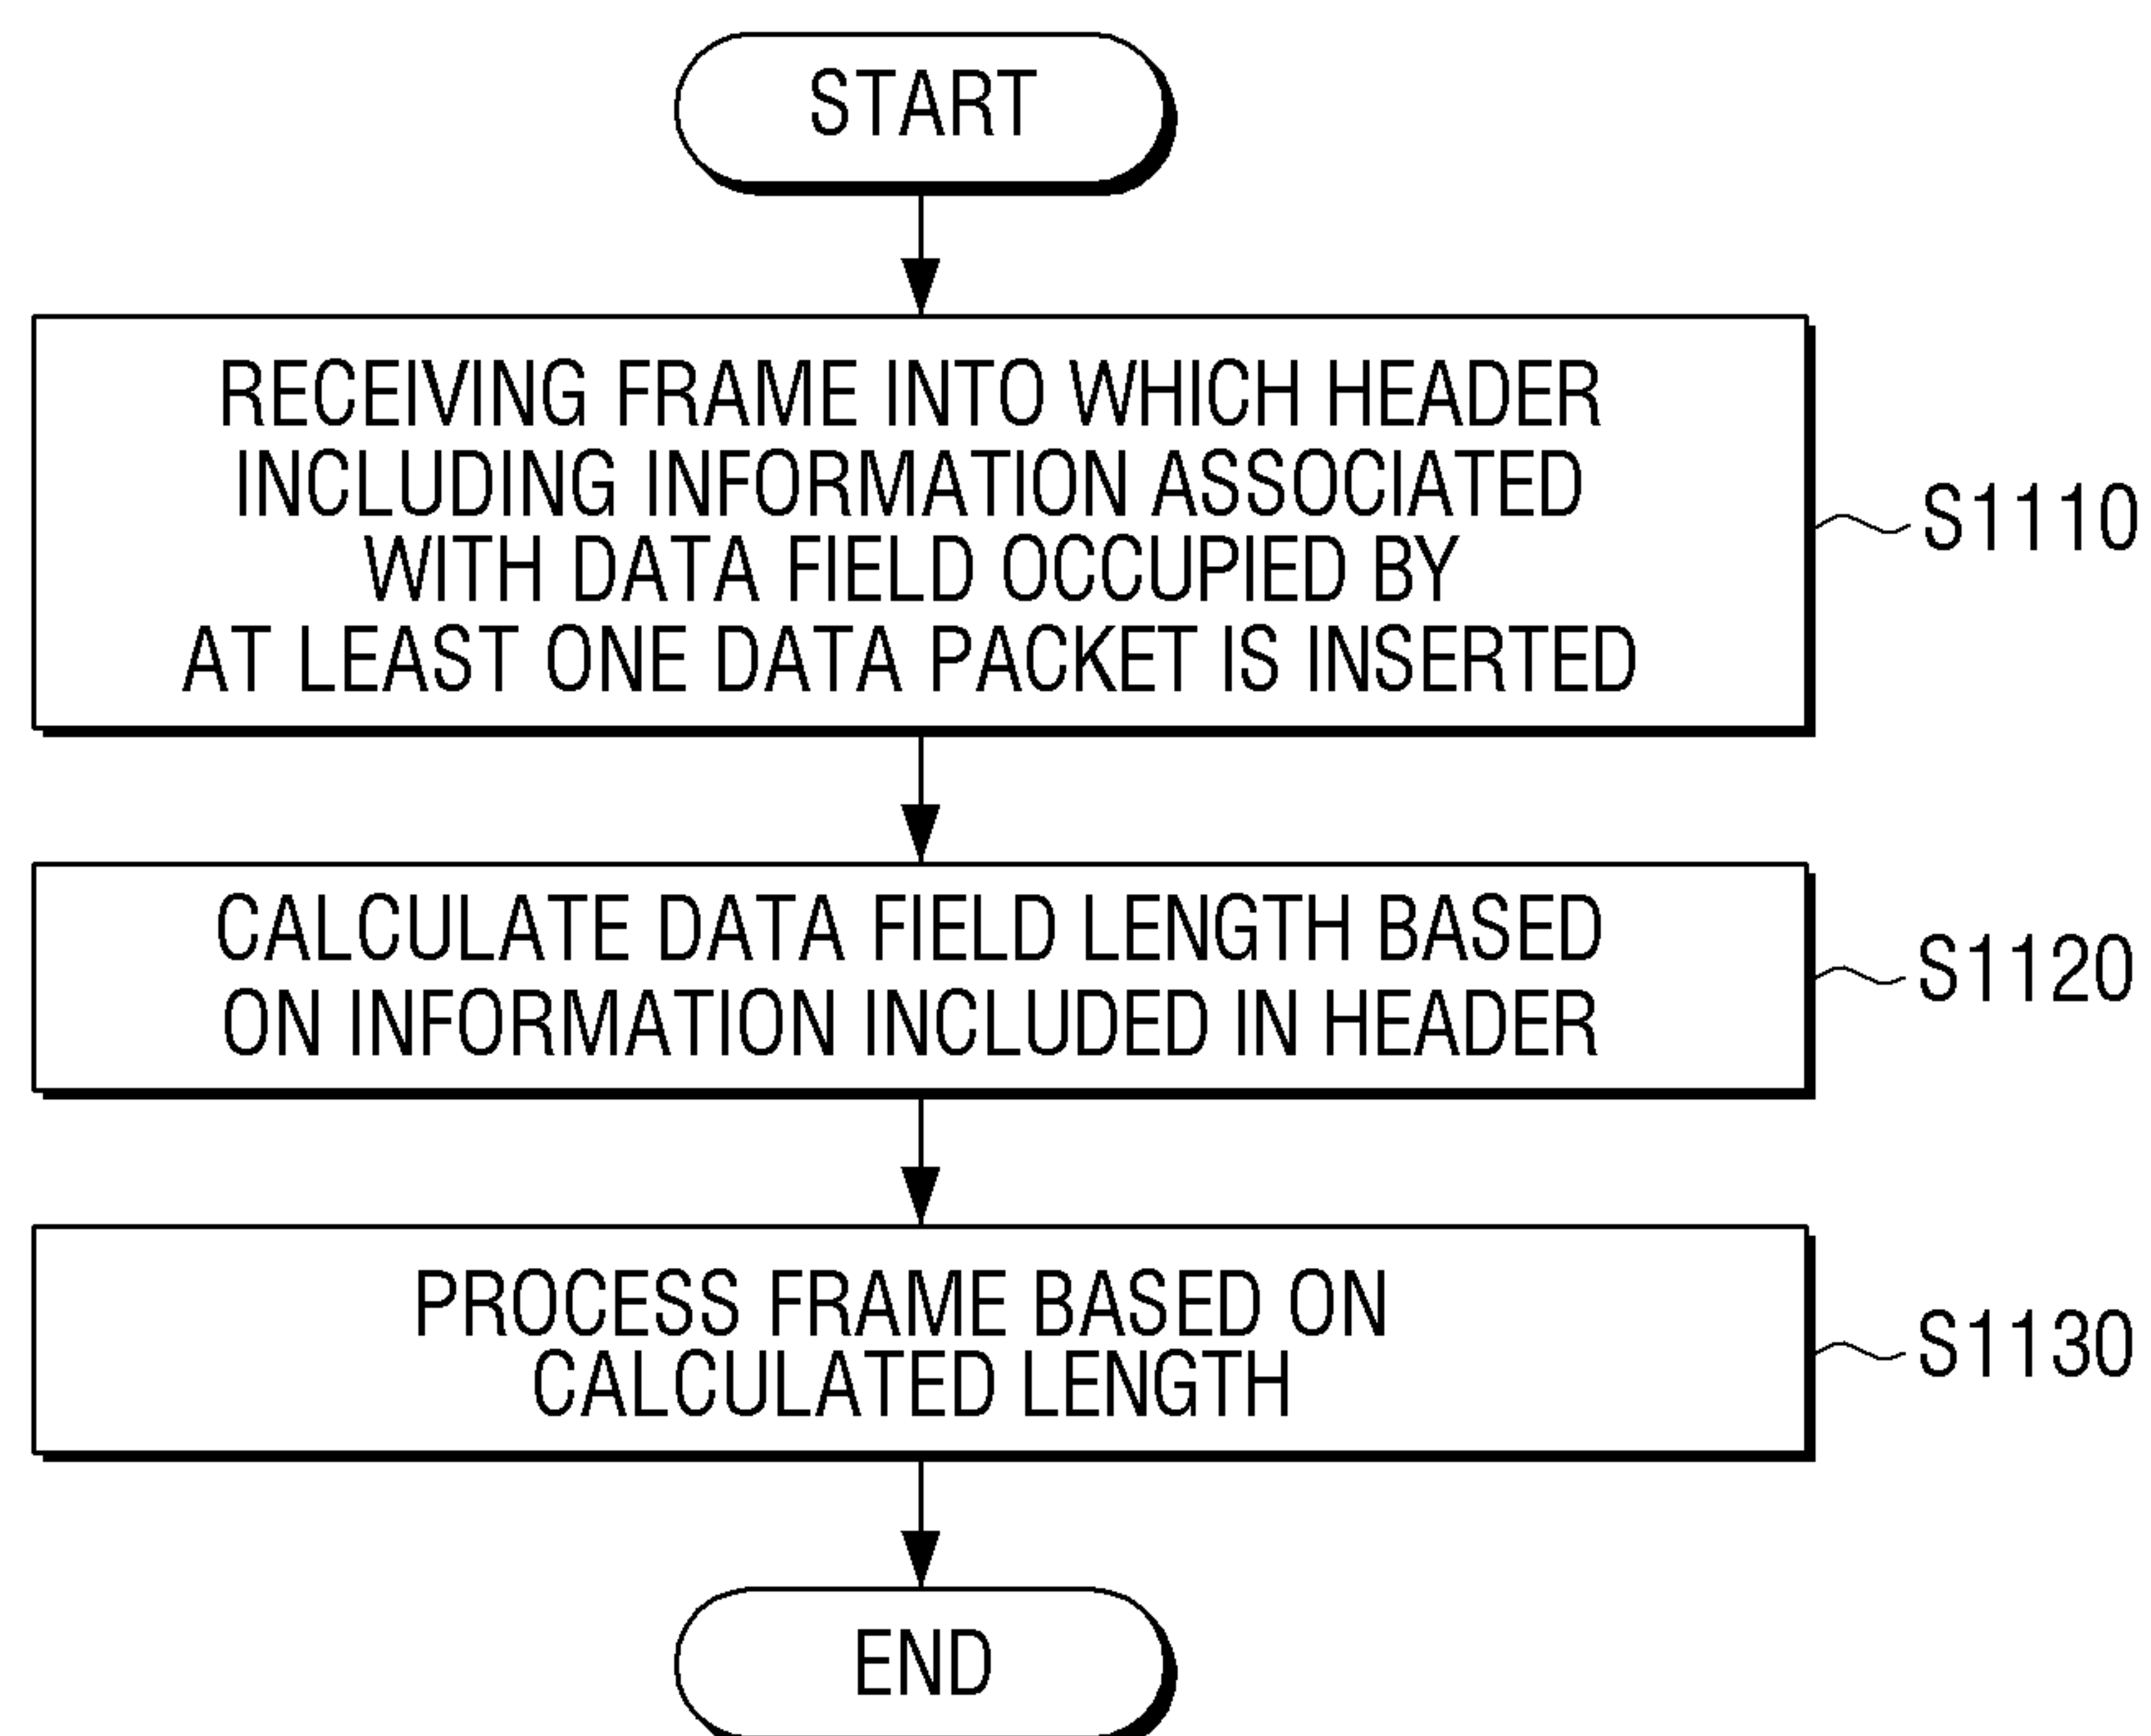 START
RECEIVING FRAME INTO WHICH HEADER
INCLUDING INFORMATION ASSOCIATED
WITH DATA FIELD OCCUPIED BY
AT LEAST ONE DATA PACKET IS INSERTED
S1110
CALCULATE DATA FIELD LENGTH BASED
ON INFORMATION INCLUDED IN HEADER
S1120
PROCESS FRAME BASED ON
CALCULATED LENGTH
S1130
END